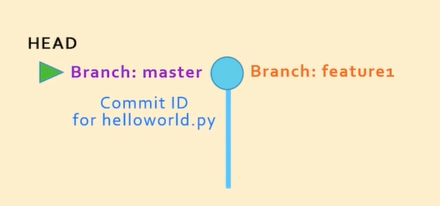 HEAD
Branch: master
Branch: feature1
Commit ID
for helloworld.py